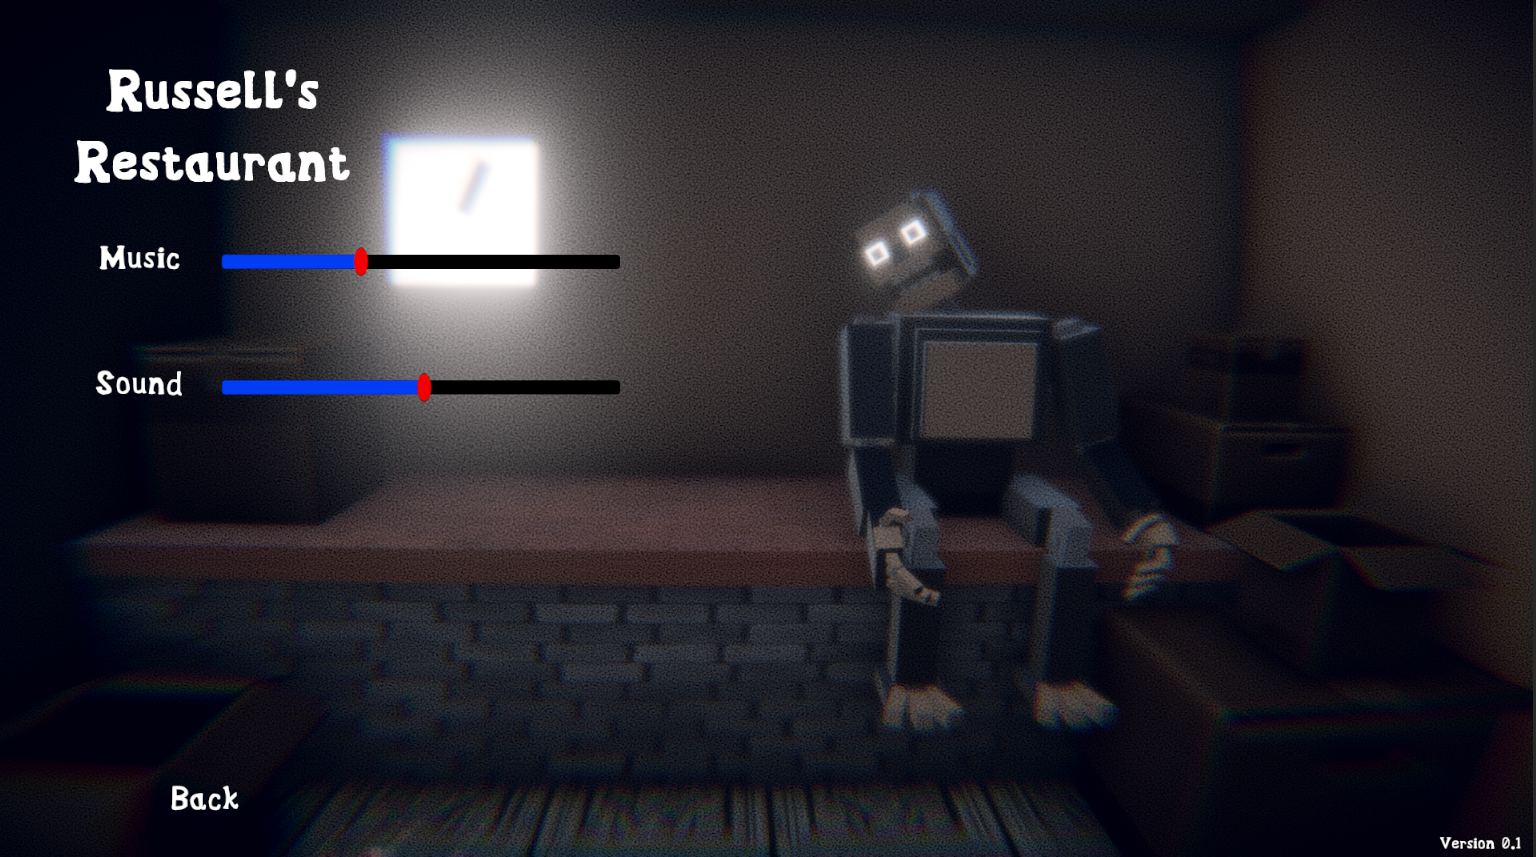 Russell's
Restaurant
Music
Sound
Back
Version 0.1